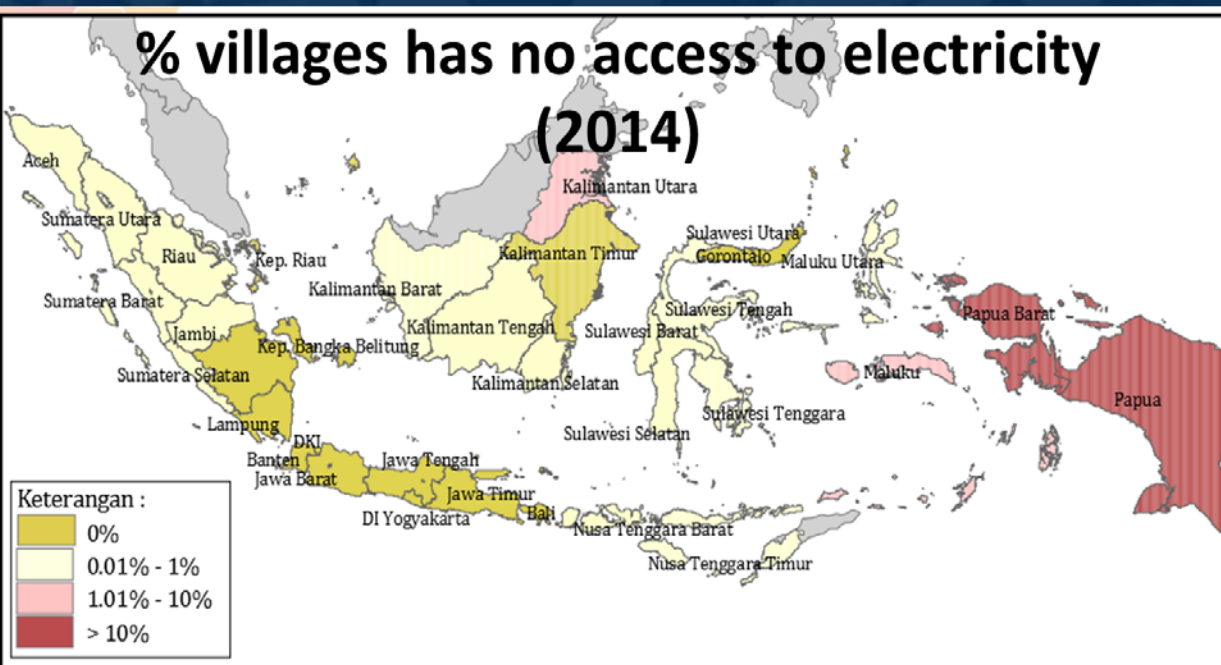 % villages has no access to electricity
(2014)
Aceh
Kalimantan Utara
Sumatera Utara
Sulawesi Utara
Riau
Kep. Riau
Kalimantan Timur
Gorontalo
Maluku Utara
Kalimantan Barat
Sumatera Barat
Sulawesi Tengah
Papua Barat
Jambi
Kalimantan Tengah
Sulawesi Barat
Kep. Bangka Belitung
Sumatera Selatan
Kalimantan Selatan
Maluku
Papua
Lampung
Sulawesi Tenggara
Sulawesi Selatan
DKI
Banten
Jawa Tengah
Jawa Barat
Jawa Timur
DI Yogyakarta
Bali
Nusa Tenggara Barat
Nusa Tenggara Timur
Keterangan :
0%
0.01% - 1%
1.01% - 10%
> 10%